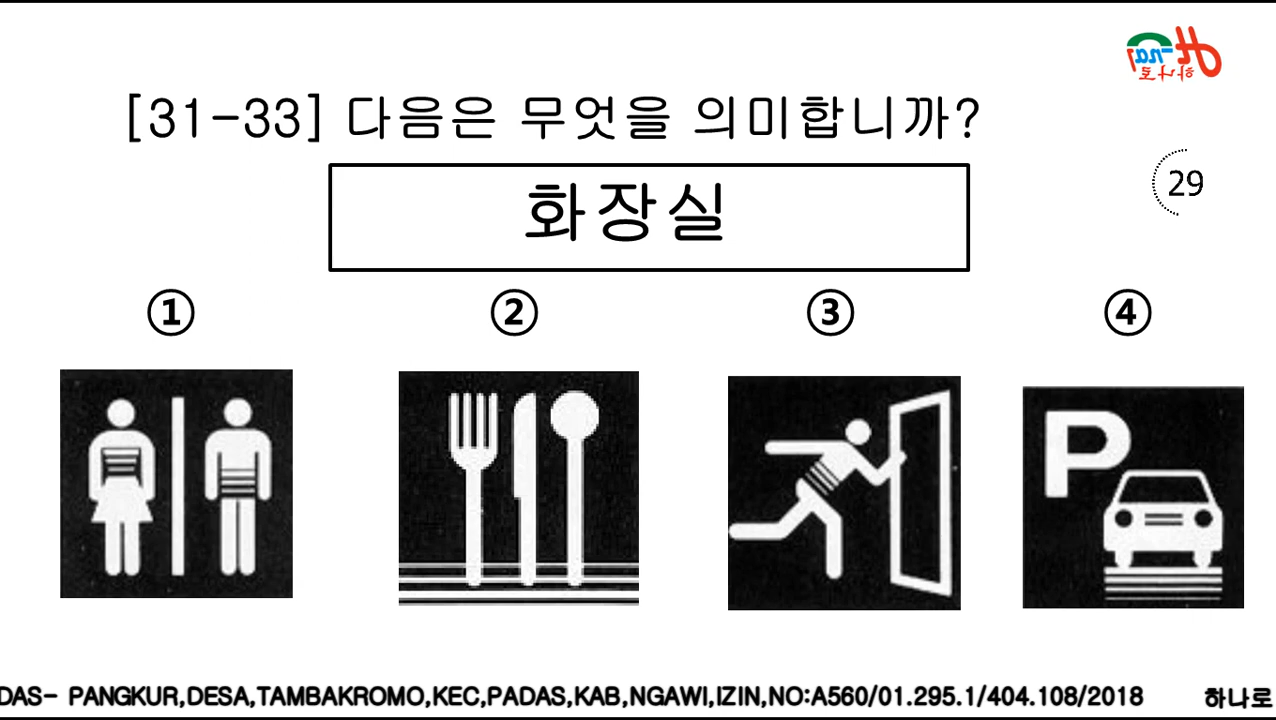 [31-33] 다음은 무엇을 의미합니까?
29
화장실
① ② ③ ④
P
DAS- PANGKUR,DESA,TAMBAKROMO,KEC,PADAS,KAB,NGAWI,IZIN,NO:A560/01.295.1/404.108/2018 하나로